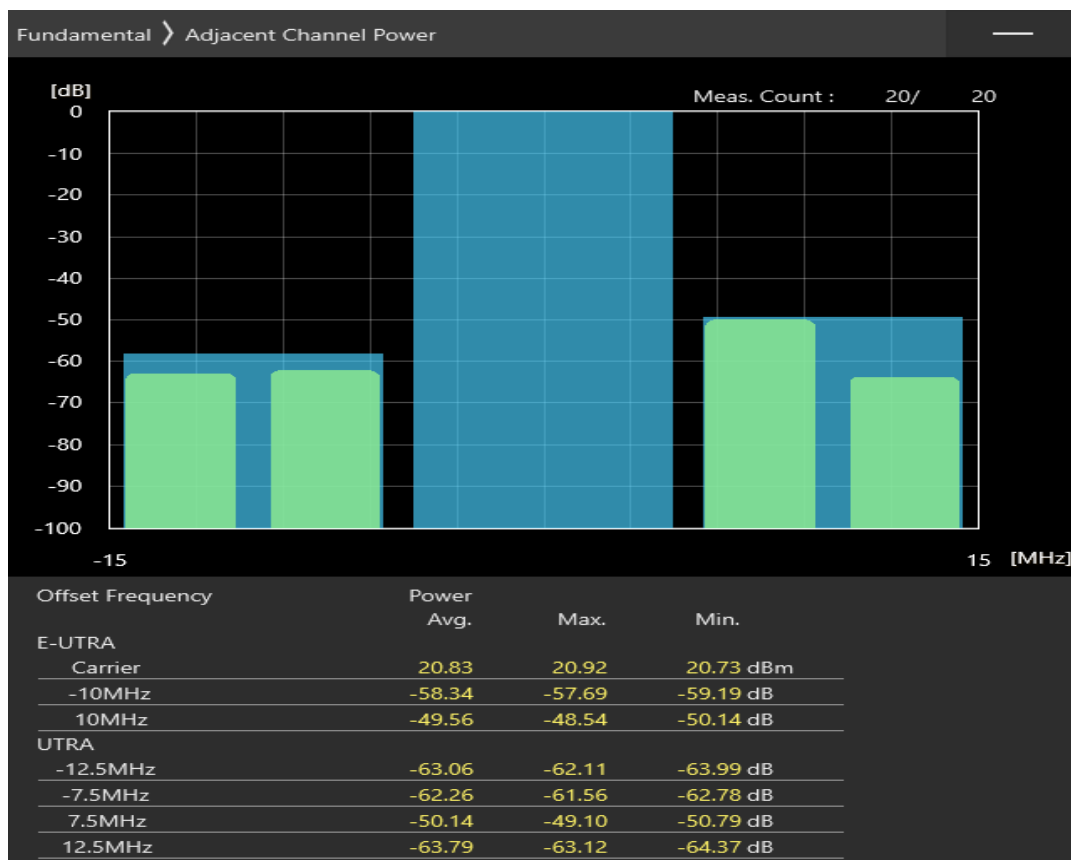 Fundamental ❯ Adjacent Channel Power
[dB]
Meas. Count : 20/ 20
0
-10
-20
-30
-40
-50
-60
-70
-80
-90
-100
-15 15 [MHz]
Offset Frequency Power
Avg. Max. Min.
E-UTRA
Carrier 20.83 20.92 20.73 dBm
-10MHz -58.34 -57.69 -59.19 dB
10MHz -49.56 -48.54 -50.14 dB
UTRA
-12.5MHz -63.06 -62.11 -63.99 dB
-7.5MHz -62.26 -61.56 -62.78 dB
7.5MHz -50.14 -49.10 -50.79 dB
12.5MHz -63.79 -63.12 -64.37 dB